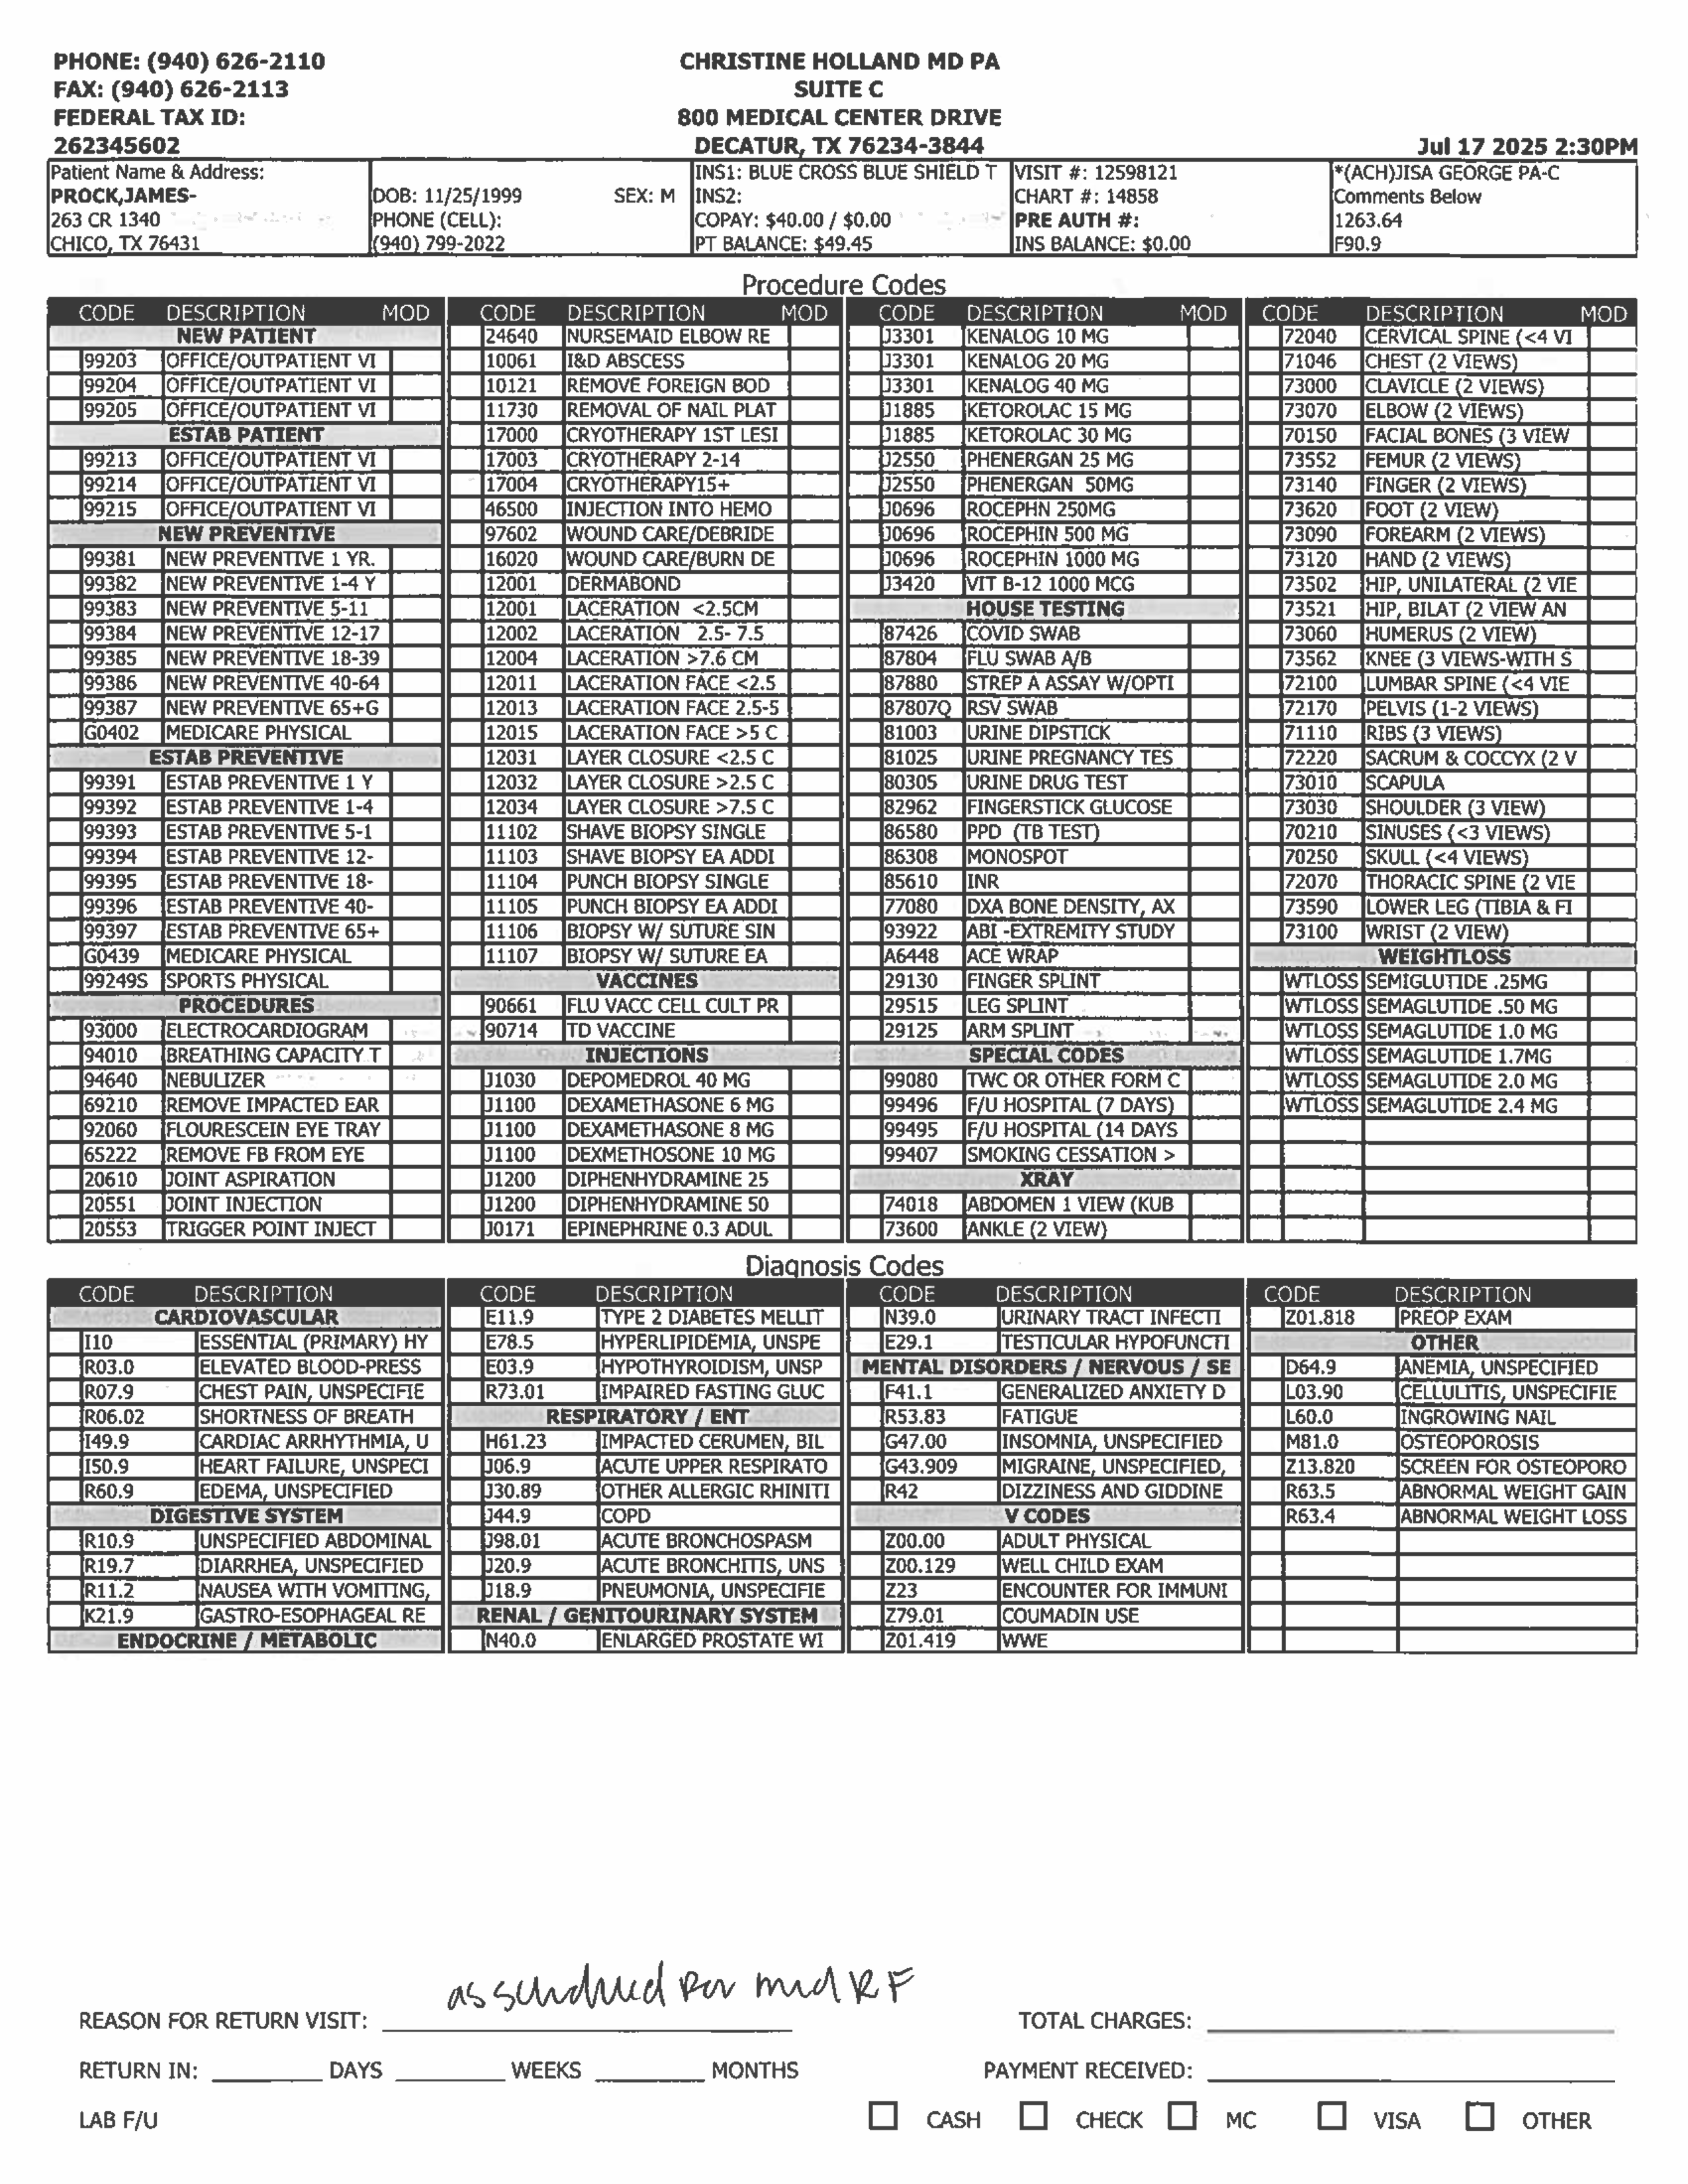 PHONE: (940) 626-2110
FAX: (940) 626-2113
FEDERAL TAX ID:
262345602
CHRISTINE HOLLAND MD PA
SUITE C
800 MEDICAL CENTER DRIVE
DECATUR, TX 76234-3844
Jul 17 2025 2:30PM
Patient Name & Address:
PROCK,JAMES-
263 CR 1340
CHICO, TX 76431
DOB: 11/25/1999 SEX: M
PHONE (CELL):
(940) 799-2022
INS1: BLUE CROSS BLUE SHIELD T
INS2:
COPAY: $40.00 / $0.00
PT BALANCE: $49.45
VISIT #: 12598121
CHART #: 14858
PRE AUTH #:
INS BALANCE: $0.00
*(ACH)JISA GEORGE PA-C
Comments Below
1263.64
F90.9
Procedure Codes
CODE DESCRIPTION MOD
NEW PATIENT
99203 OFFICE/OUTPATIENT VI
99204 OFFICE/OUTPATIENT VI
99205 OFFICE/OUTPATIENT VI
ESTAB PATIENT
99213 OFFICE/OUTPATIENT VI
99214 OFFICE/OUTPATIENT VI
99215 OFFICE/OUTPATIENT VI
NEW PREVENTIVE
99381 NEW PREVENTIVE 1 YR.
99382 NEW PREVENTIVE 1-4 Y
99383 NEW PREVENTIVE 5-11
99384 NEW PREVENTIVE 12-17
99385 NEW PREVENTIVE 18-39
99386 NEW PREVENTIVE 40-64
99387 NEW PREVENTIVE 65+G
G0402 MEDICARE PHYSICAL
ESTAB PREVENTIVE
99391 ESTAB PREVENTIVE 1 Y
99392 ESTAB PREVENTIVE 1-4
99393 ESTAB PREVENTIVE 5-1
99394 ESTAB PREVENTIVE 12-
99395 ESTAB PREVENTIVE 18-
99396 ESTAB PREVENTIVE 40-
99397 ESTAB PREVENTIVE 65+
G0439 MEDICARE PHYSICAL
99249S SPORTS PHYSICAL
PROCEDURES
93000 ELECTROCARDIOGRAM
94010 BREATHING CAPACITY T
94640 NEBULIZER
69210 REMOVE IMPACTED EAR
92060 FLOURESCEIN EYE TRAY
65222 REMOVE FB FROM EYE
20610 JOINT ASPIRATION
20551 JOINT INJECTION
20553 TRIGGER POINT INJECT
CODE DESCRIPTION MOD
24640 NURSEMAID ELBOW RE
10061 I&D ABSCESS
10121 REMOVE FOREIGN BOD
11730 REMOVAL OF NAIL PLAT
17000 CRYOTHERAPY 1ST LESI
17003 CRYOTHERAPY 2-14
17004 CRYOTHERAPY15+
46500 INJECTION INTO HEMO
97602 WOUND CARE/DEBRIDE
16020 WOUND CARE/BURN DE
12001 DERMABOND
12001 LACERATION <2.5CM
12002 LACERATION 2.5- 7.5
12004 LACERATION >7.6 CM
12011 LACERATION FACE <2.5
12013 LACERATION FACE 2.5-5
12015 LACERATION FACE >5 C
12031 LAYER CLOSURE <2.5 C
12032 LAYER CLOSURE >2.5 C
12034 LAYER CLOSURE >7.5 C
11102 SHAVE BIOPSY SINGLE
11103 SHAVE BIOPSY EA ADDI
11104 PUNCH BIOPSY SINGLE
11105 PUNCH BIOPSY EA ADDI
11106 BIOPSY W/ SUTURE SIN
11107 BIOPSY W/ SUTURE EA
VACCINES
90661 FLU VACC CELL CULT PR
90714 TD VACCINE
INJECTIONS
J1030 DEPOMEDROL 40 MG
J1100 DEXAMETHASONE 6 MG
J1100 DEXAMETHASONE 8 MG
J1100 DEXMETHOSONE 10 MG
J1200 DIPHENHYDRAMINE 25
J1200 DIPHENHYDRAMINE 50
J0171 EPINEPHRINE 0.3 ADUL
CODE DESCRIPTION MOD
J3301 KENALOG 10 MG
J3301 KENALOG 20 MG
J3301 KENALOG 40 MG
J1885 KETOROLAC 15 MG
J1885 KETOROLAC 30 MG
J2550 PHENERGAN 25 MG
J2550 PHENERGAN 50MG
J0696 ROCEPHN 250MG
J0696 ROCEPHIN 500 MG
J0696 ROCEPHIN 1000 MG
J3420 VIT B-12 1000 MCG
HOUSE TESTING
87426 COVID SWAB
87804 FLU SWAB A/B
87880 STREP A ASSAY W/OPTI
87807Q RSV SWAB
81003 URINE DIPSTICK
81025 URINE PREGNANCY TES
80305 URINE DRUG TEST
82962 FINGERSTICK GLUCOSE
86580 PPD (TB TEST)
86308 MONOSPOT
85610 INR
77080 DXA BONE DENSITY, AX
93922 ABI -EXTREMITY STUDY
A6448 ACE WRAP
29130 FINGER SPLINT
29515 LEG SPLINT
29125 ARM SPLINT
SPECIAL CODES
99080 TWC OR OTHER FORM C
99496 F/U HOSPITAL (7 DAYS)
99495 F/U HOSPITAL (14 DAYS
99407 SMOKING CESSATION >
XRAY
74018 ABDOMEN 1 VIEW (KUB
73600 ANKLE (2 VIEW)
CODE DESCRIPTION MOD
72040 CERVICAL SPINE (<4 VI
71046 CHEST (2 VIEWS)
73000 CLAVICLE (2 VIEWS)
73070 ELBOW (2 VIEWS)
70150 FACIAL BONES (3 VIEW
73552 FEMUR (2 VIEWS)
73140 FINGER (2 VIEWS)
73620 FOOT (2 VIEW)
73090 FOREARM (2 VIEWS)
73120 HAND (2 VIEWS)
73502 HIP, UNILATERAL (2 VIE
73521 HIP, BILAT (2 VIEW AN
73060 HUMERUS (2 VIEW)
73562 KNEE (3 VIEWS-WITH S
72100 LUMBAR SPINE (<4 VIE
72170 PELVIS (1-2 VIEWS)
71110 RIBS (3 VIEWS)
72220 SACRUM & COCCYX (2 V
73010 SCAPULA
73030 SHOULDER (3 VIEW)
70210 SINUSES (<3 VIEWS)
70250 SKULL (<4 VIEWS)
72070 THORACIC SPINE (2 VIE
73590 LOWER LEG (TIBIA & FI
73100 WRIST (2 VIEW)
WEIGHTLOSS
WTLOSS SEMIGLUTIDE .25MG
WTLOSS SEMAGLUTIDE .50 MG
WTLOSS SEMAGLUTIDE 1.0 MG
WTLOSS SEMAGLUTIDE 1.7MG
WTLOSS SEMAGLUTIDE 2.0 MG
WTLOSS SEMAGLUTIDE 2.4 MG
Diagnosis Codes
CODE DESCRIPTION
CARDIOVASCULAR
I10 ESSENTIAL (PRIMARY) HY
R03.0 ELEVATED BLOOD-PRESS
R07.9 CHEST PAIN, UNSPECIFIE
R06.02 SHORTNESS OF BREATH
I49.9 CARDIAC ARRHYTHMIA, U
I50.9 HEART FAILURE, UNSPECI
R60.9 EDEMA, UNSPECIFIED
DIGESTIVE SYSTEM
R10.9 UNSPECIFIED ABDOMINAL
R19.7 DIARRHEA, UNSPECIFIED
R11.2 NAUSEA WITH VOMITING,
K21.9 GASTRO-ESOPHAGEAL RE
ENDOCRINE / METABOLIC
CODE DESCRIPTION
E11.9 TYPE 2 DIABETES MELLIT
E78.5 HYPERLIPIDEMIA, UNSPE
E03.9 HYPOTHYROIDISM, UNSP
R73.01 IMPAIRED FASTING GLUC
RESPIRATORY / ENT
H61.23 IMPACTED CERUMEN, BIL
J06.9 ACUTE UPPER RESPIRATO
J30.89 OTHER ALLERGIC RHINITI
J44.9 COPD
J98.01 ACUTE BRONCHOSPASM
J20.9 ACUTE BRONCHITIS, UNS
J18.9 PNEUMONIA, UNSPECIFIE
RENAL / GENITOURINARY SYSTEM
N40.0 ENLARGED PROSTATE WI
CODE DESCRIPTION
N39.0 URINARY TRACT INFECTI
E29.1 TESTICULAR HYPOFUNCTI
MENTAL DISORDERS / NERVOUS / SE
F41.1 GENERALIZED ANXIETY D
R53.83 FATIGUE
G47.00 INSOMNIA, UNSPECIFIED
G43.909 MIGRAINE, UNSPECIFIED,
R42 DIZZINESS AND GIDDINE
V CODES
Z00.00 ADULT PHYSICAL
Z00.129 WELL CHILD EXAM
Z23 ENCOUNTER FOR IMMUNI
Z79.01 COUMADIN USE
Z01.419 WWE
CODE DESCRIPTION
Z01.818 PREOP EXAM
OTHER
D64.9 ANEMIA, UNSPECIFIED
L03.90 CELLULITIS, UNSPECIFIE
L60.0 INGROWING NAIL
M81.0 OSTEOPOROSIS
Z13.820 SCREEN FOR OSTEOPORO
R63.5 ABNORMAL WEIGHT GAIN
R63.4 ABNORMAL WEIGHT LOSS
REASON FOR RETURN VISIT: as for med RF
TOTAL CHARGES:
RETURN IN: DAYS WEEKS MONTHS
PAYMENT RECEIVED:
LAB F/U
CASH CHECK MC VISA OTHER